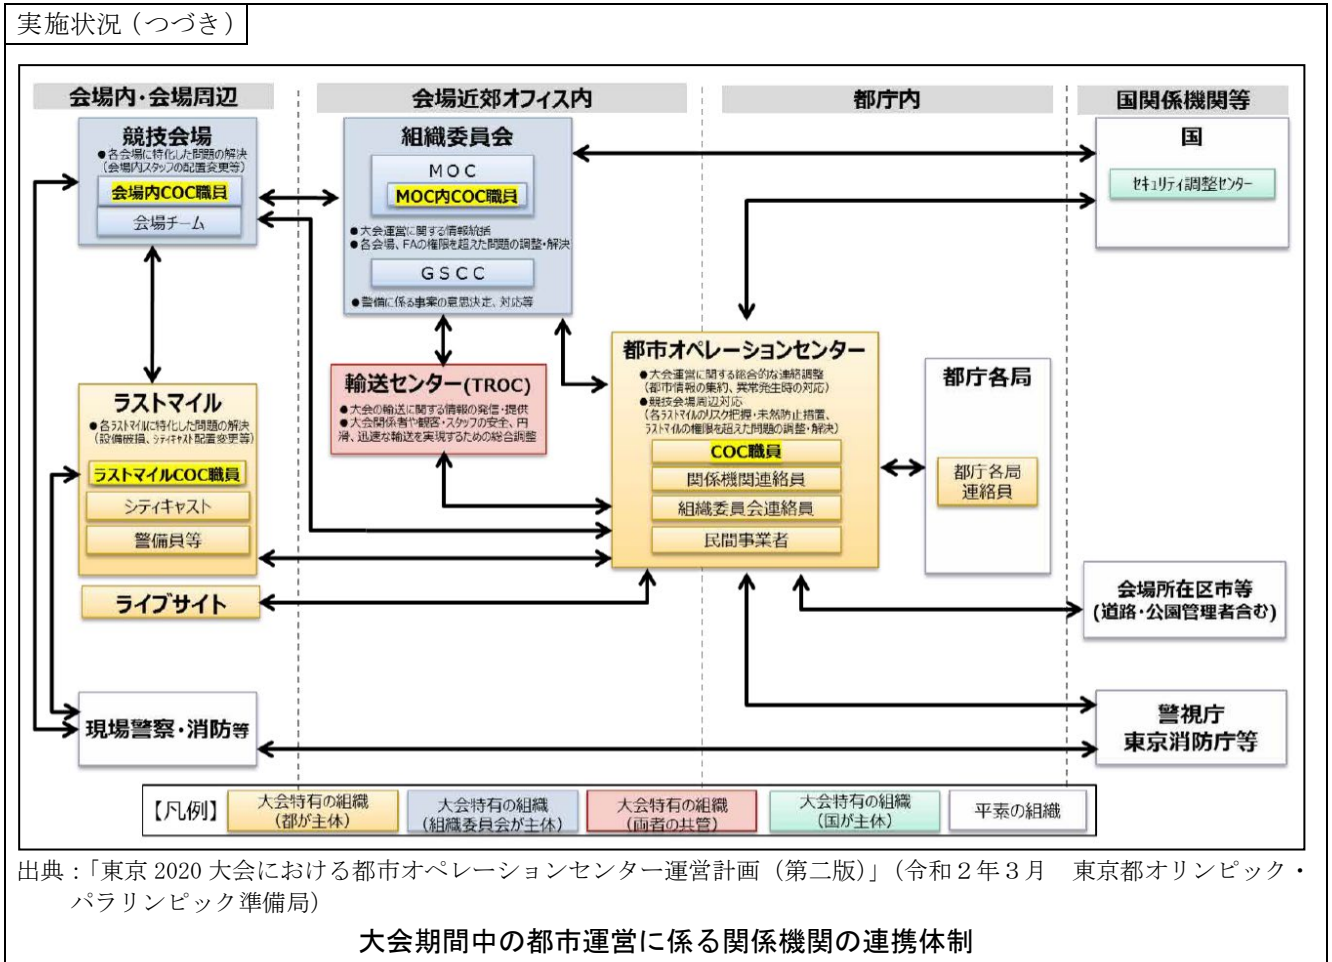 実施状況（つづき）
会場内・会場周辺
会場近郊オフィス内
都庁内
国関係機関等
競技会場
●各会場に特化した問題の解決
（会場内スタッフの配置変更等）
会場内COC職員
会場チーム
組織委員会
ＭＯＣ
MOC内COC職員
●大会運営に関する情報統括
●各会場、FAの権限を超えた問題の調整・解決
ＧＳＣＣ
●警備に係る事案の意思決定、対応等
国
セキュリティ調整センター
輸送センター(TROC)
●大会の輸送に関する情報の発信・提供
●大会関係者や観客・スタッフの安全、円
滑、迅速な輸送を実現するための総合調整
都市オペレーションセンター
●大会運営に関する総合的な連絡調整
（都市情報の集約、異常発生時の対応）
●競技会場周辺対応
（各ラストマイルのリスク把握・未然防止措置、
ラストマイルの権限を超えた問題の調整・解決）
COC職員
関係機関連絡員
組織委員会連絡員
民間事業者
都庁各局
都庁各局
連絡員
ラストマイル
●各ラストマイルに特化した問題の解決
（設備破損、シティキャスト配置変更等）
ラストマイルCOC職員
シティキャスト
警備員等
ライブサイト
会場所在区市等
(道路・公園管理者含む)
現場警察・消防等
警視庁
東京消防庁等
【凡例】
大会特有の組織
（都が主体）
大会特有の組織
（組織委員会が主体）
大会特有の組織
（両者の共管）
大会特有の組織
（国が主体）
平素の組織
出典：「東京 2020 大会における都市オペレーションセンター運営計画（第二版）」（令和２年３月　東京都オリンピック・
パラリンピック準備局）
大会期間中の都市運営に係る関係機関の連携体制